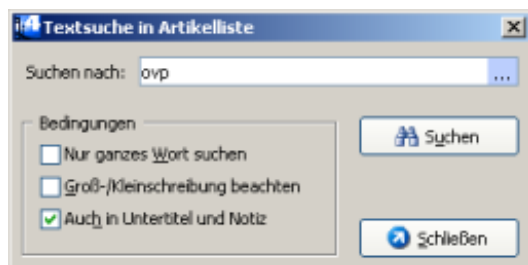 Textsuche in Artikelliste
Suchen nach: ovp ...
Bedingungen
Nur ganzes Wort suchen
Groß-/Kleinschreibung beachten
Auch in Untertitel und Notiz
Suchen
Schließen